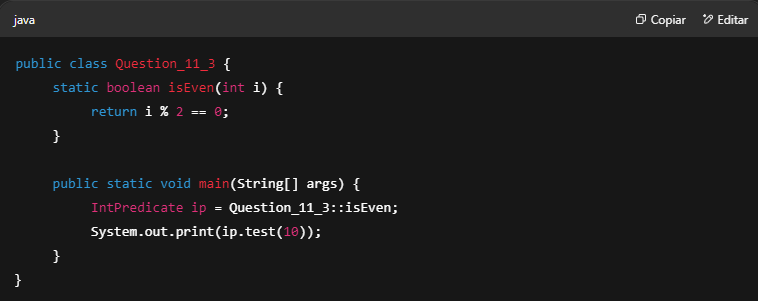 java
Copiar
Editar
public class Question_11_3 {
static boolean isEven(int i) {
return i % 2 == 0;
}
public static void main(String[] args) {
IntPredicate ip = Question_11_3::isEven;
System.out.print(ip.test(10));
}
}